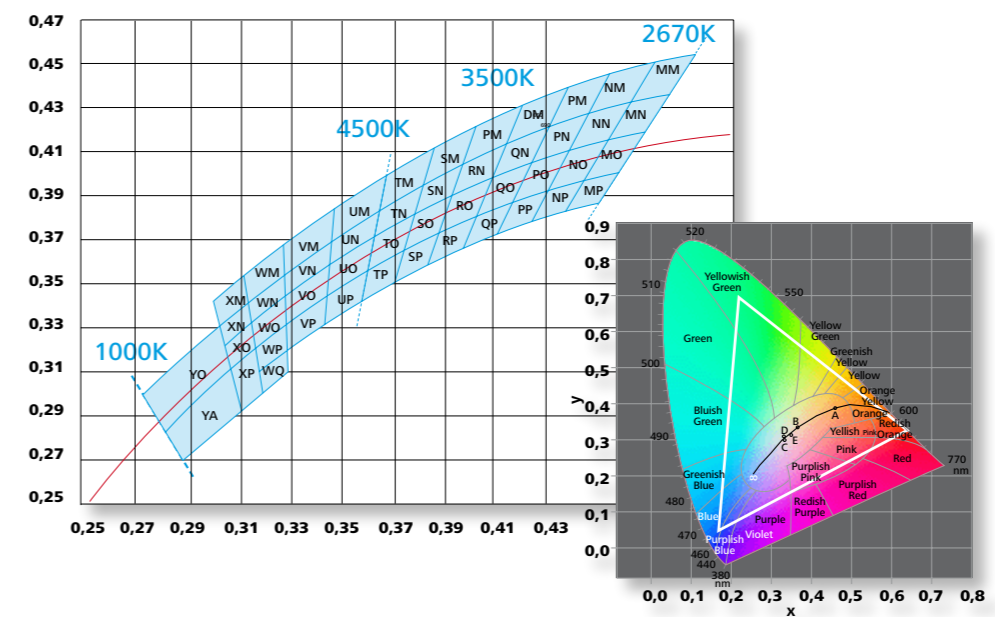 0,47
0,45
0,43
0,41
0,39
0,37
0,35
0,33
0,31
0,29
0,27
0,25
0,25 0,27 0,29 0,31 0,33 0,35 0,37 0,39 0,41 0,43
2670K
3500K
4500K
1000K
MM
NM
PM
MN
DM
NN
PM
PN
QN
MO
SM
NO
RN
PO
TM
SN
QO
MP
NP
RO
UM
TN
PP
SO
QP
UN
TO
RP
VM
SP
WM
VN
UO
TP
XM
WN
VO
UP
XN
WO
VP
XO
WP
YO
XP
WQ
YA
0,9
0,8
0,7
0,6
0,5
0,4
0,3
0,2
0,1
0,0
y
0,0 0,1 0,2 0,3 0,4 0,5 0,6 0,7 0,8
x
520
510
550
500
490
480
470
460
440
380
nm
600
770
nm
Yellowish
Green
Green
Yellow
Green
Greenish
Yellow
Yellow
Orange
Yellow
Orange
Redish
Orange
Bluish
Green
Yellish
Pink
Pink
Red
Purplish
Pink
Purplish
Red
Greenish
Blue
Redish
Purple
Blue
Purple
Violet
Purplish
Blue
A
B
D
E
C
∞